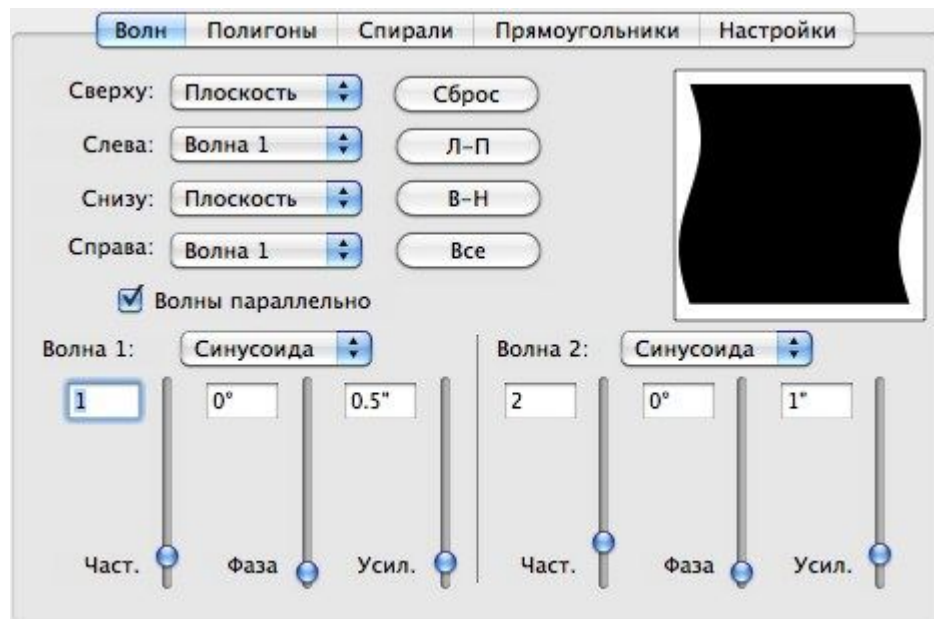 Волн Полигоны Спирали Прямоугольники Настройки
Сверху: Плоскость Сброс
Слева: Волна 1 Л-П
Снизу: Плоскость В-Н
Справа: Волна 1 Все
Волны параллельно
Волна 1: Синусоида Волна 2: Синусоида
1 0° 0.5" 2 0° 1"
Част. Фаза Усил. Част. Фаза Усил.